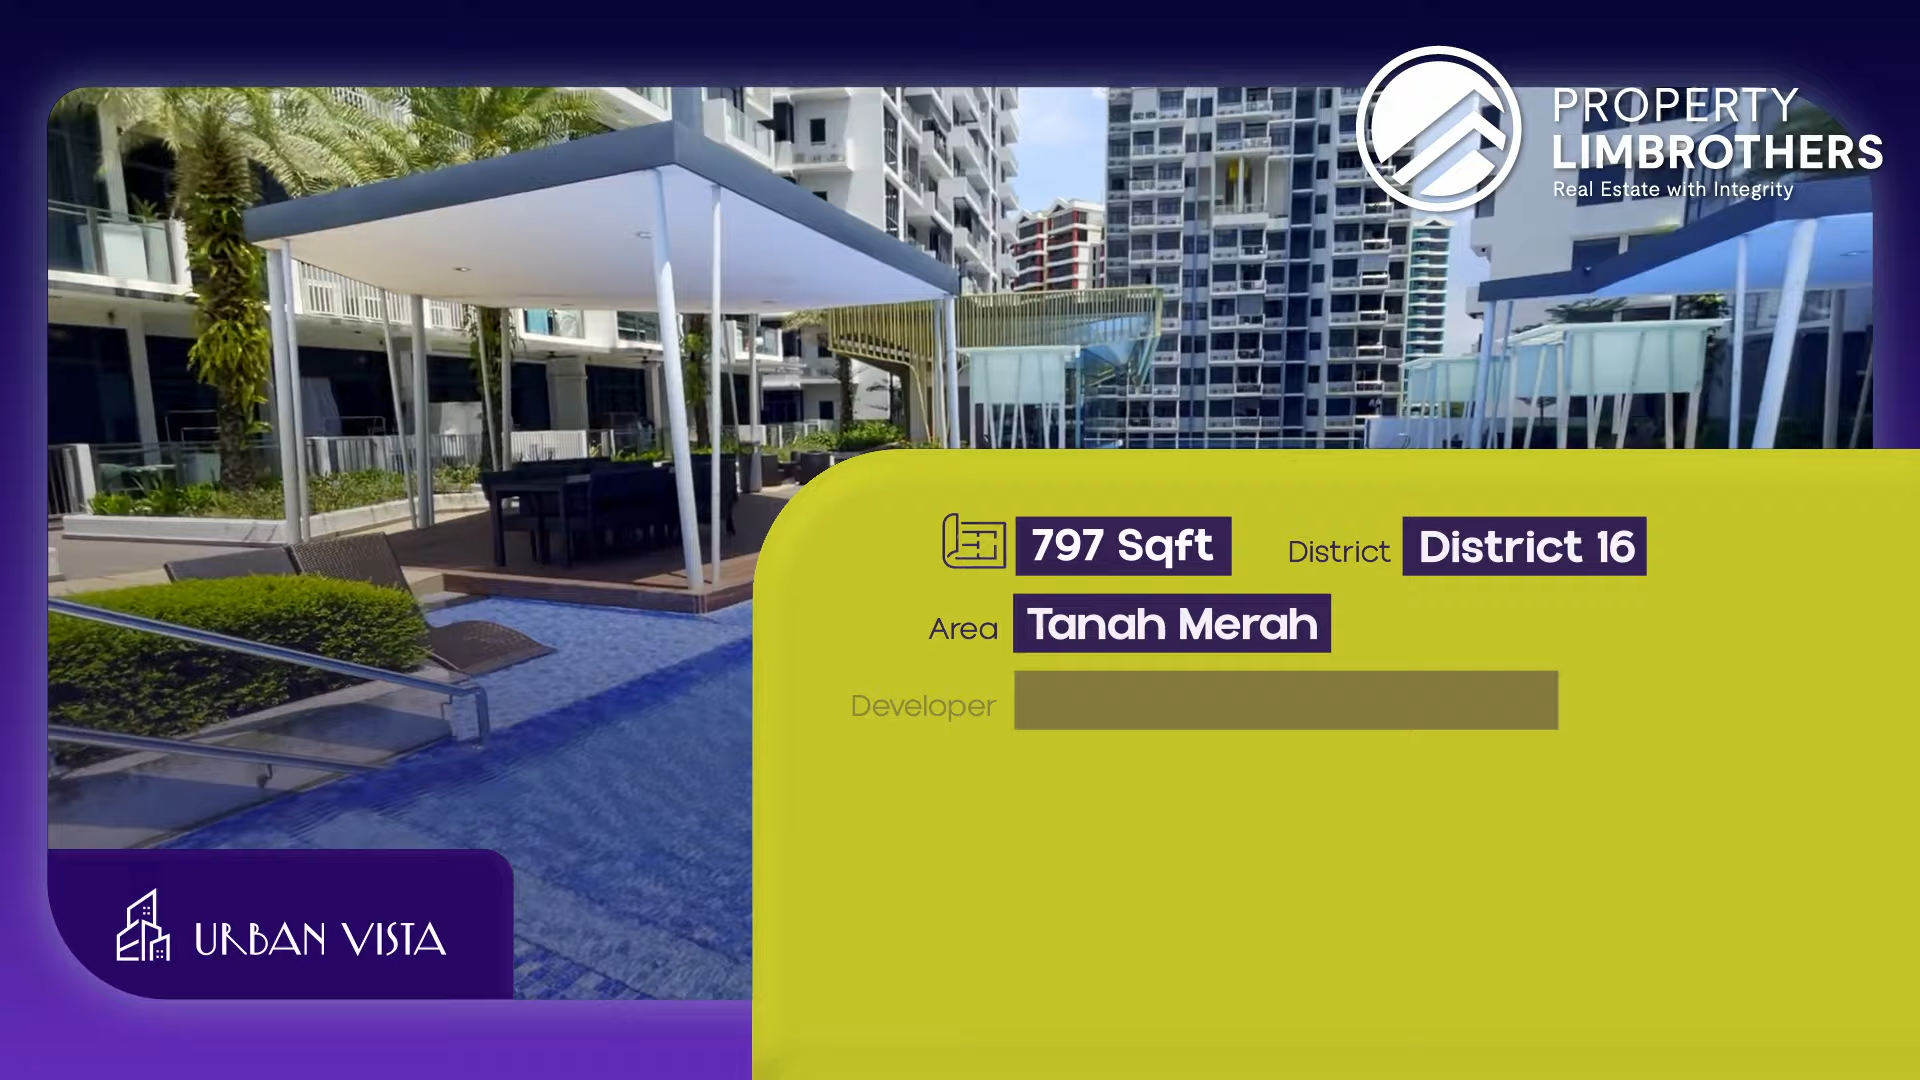 PROPERTY
LIMBROTHERS
Real Estate with Integrity
797 Sqft District District 16
Area Tanah Merah
Developer
URBAN VISTA